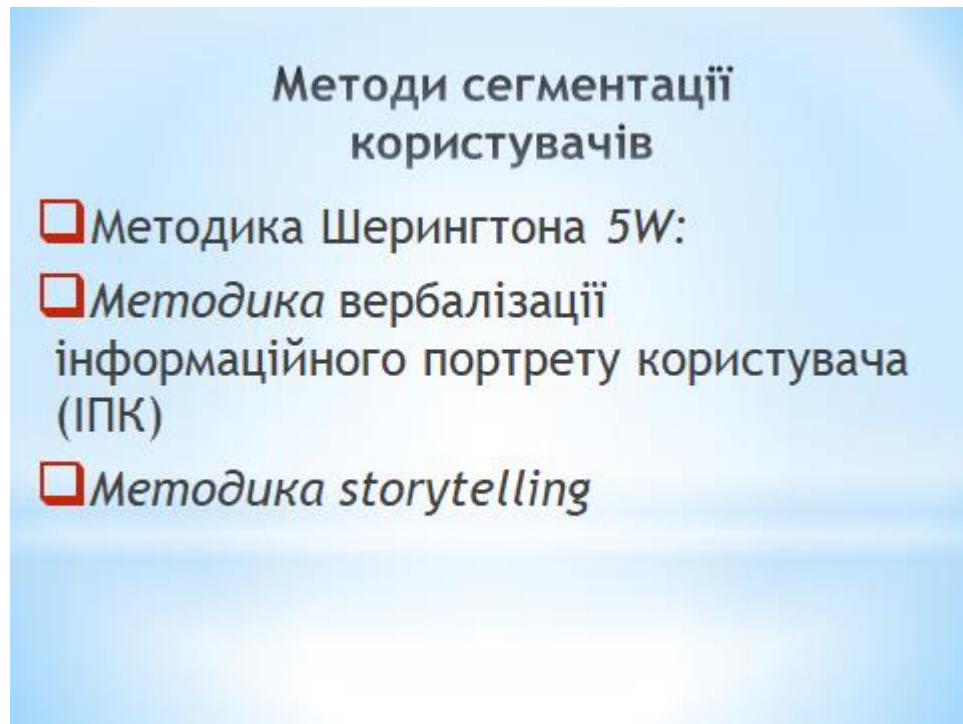 Методи сегментації
користувачів
Методика Шерингтона 5W:
Методика вербалізації
інформаційного портрету користувача
(ІПК)
Методика storytelling